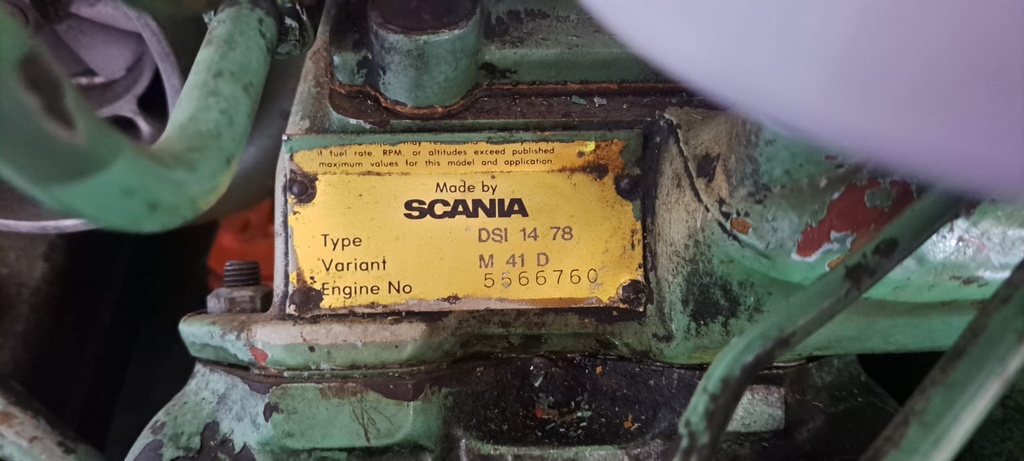 if fuel rate, RPM, or altitudes exceed published
maximum values for this model and application.
Made by
SCANIA
Type DSI 14 78
Variant M 41 D
Engine No 5566760